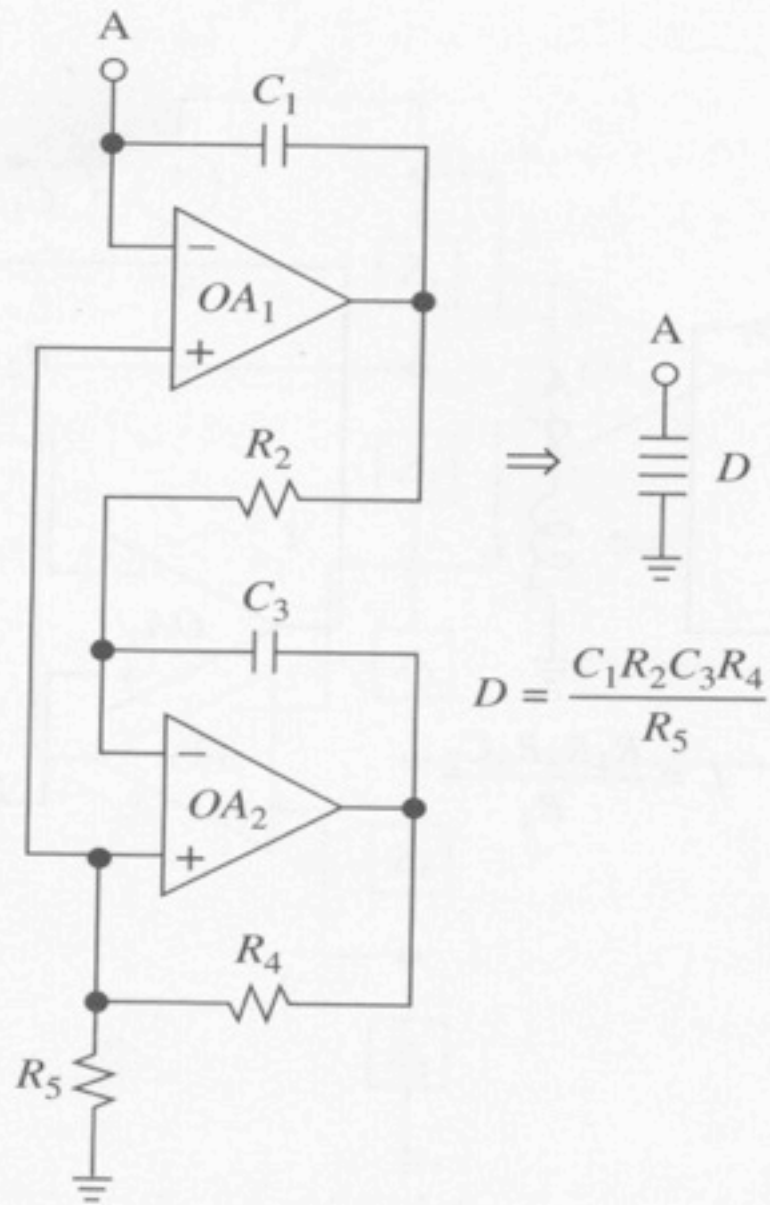 A
C₁
−
OA₁
+
R₂
⇒
A
D
C₃
D = C₁R₂C₃R₄ / R₅
−
OA₂
+
R₄
R₅